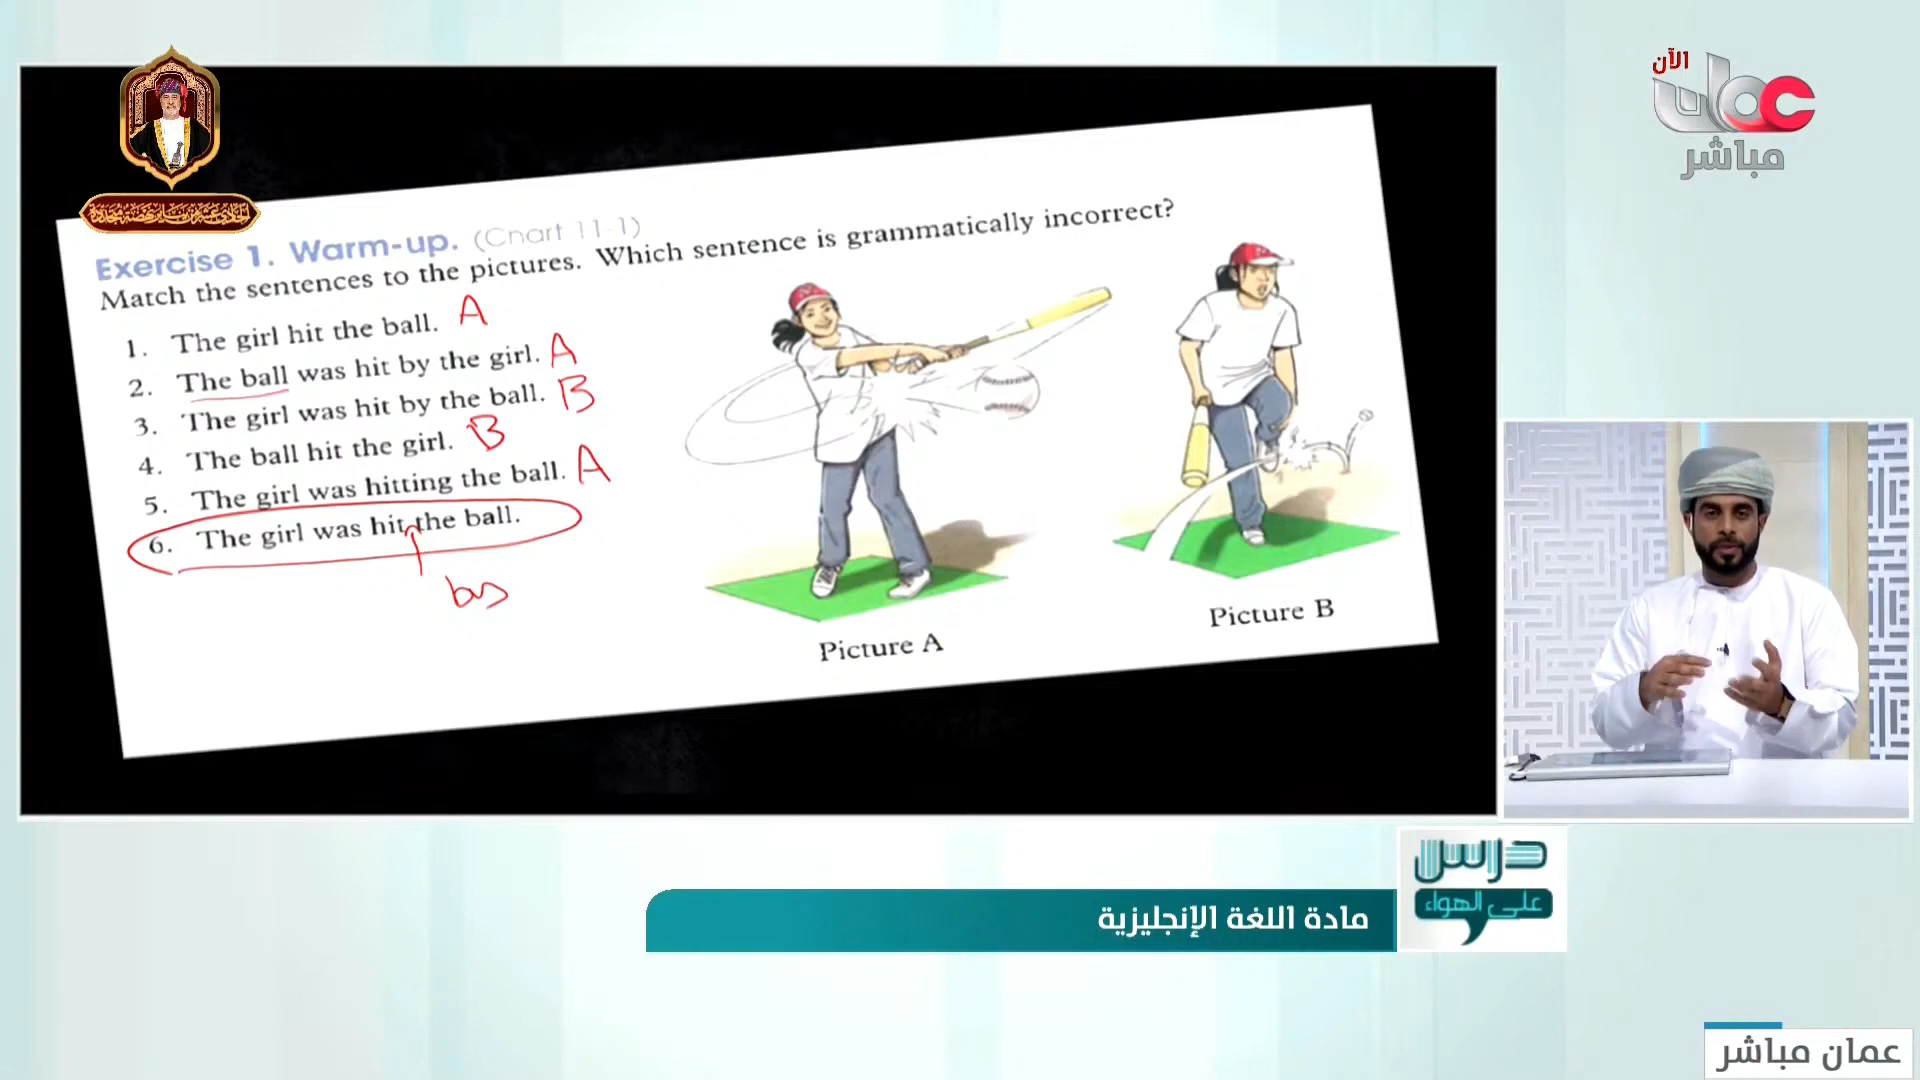 الآن
عمان
مباشر
Exercise 1. Warm-up. (Chart 11-1)
Match the sentences to the pictures. Which sentence is grammatically incorrect?
1. The girl hit the ball. A
2. The ball was hit by the girl. A
3. The girl was hit by the ball. B
4. The ball hit the girl. B
5. The girl was hitting the ball. A
6. The girl was hit the ball.
by
Picture A
Picture B
درس
على الهواء
مادة اللغة الإنجليزية
عمان مباشر